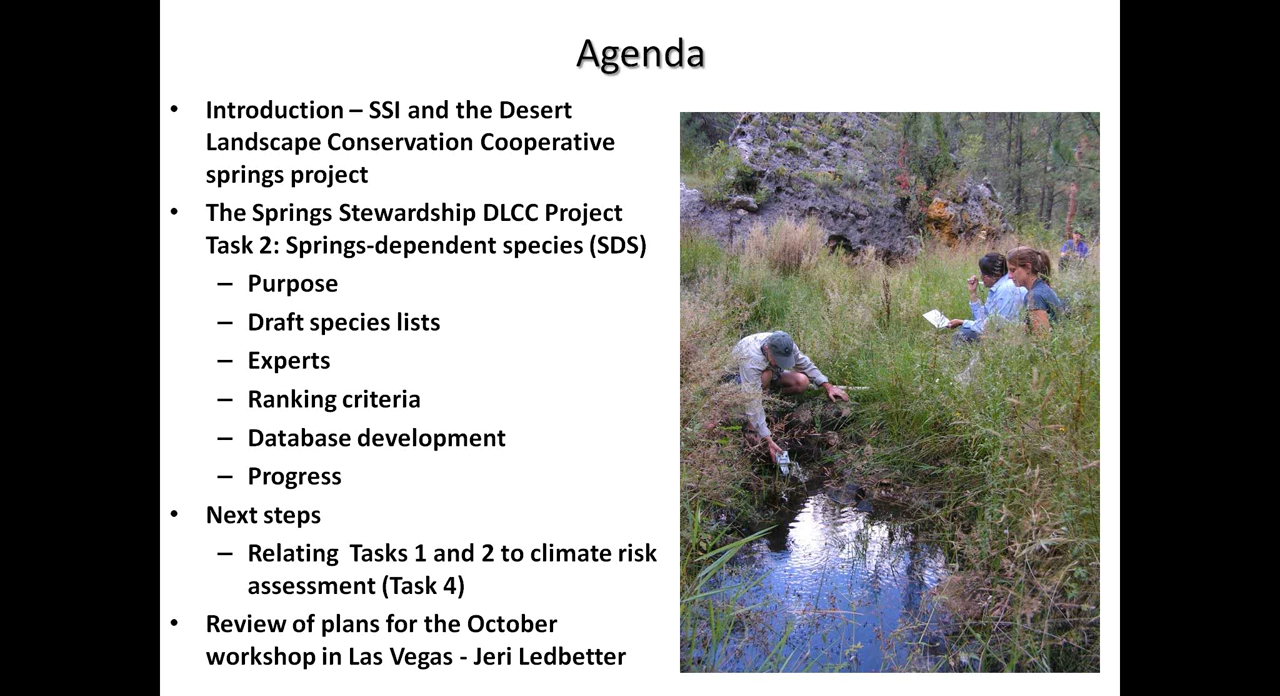 Agenda
• Introduction – SSI and the Desert
Landscape Conservation Cooperative
springs project
• The Springs Stewardship DLCC Project
Task 2: Springs-dependent species (SDS)
– Purpose
– Draft species lists
– Experts
– Ranking criteria
– Database development
– Progress
• Next steps
– Relating  Tasks 1 and 2 to climate risk
assessment (Task 4)
• Review of plans for the October
workshop in Las Vegas - Jeri Ledbetter